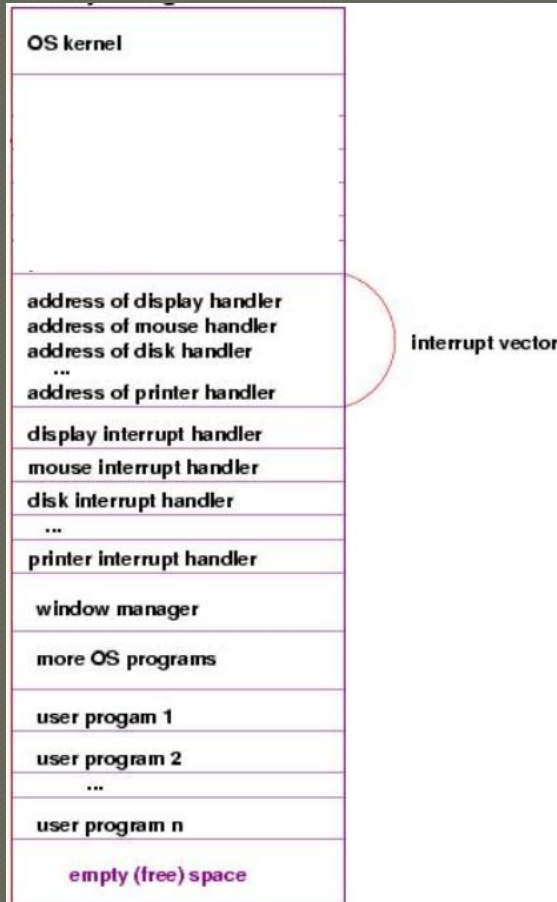 OS kernel
address of display handler
address of mouse handler
address of disk handler
...
address of printer handler
interrupt vector
display interrupt handler
mouse interrupt handler
disk interrupt handler
...
printer interrupt handler
window manager
more OS programs
user progam 1
user program 2
...
user program n
empty (free) space